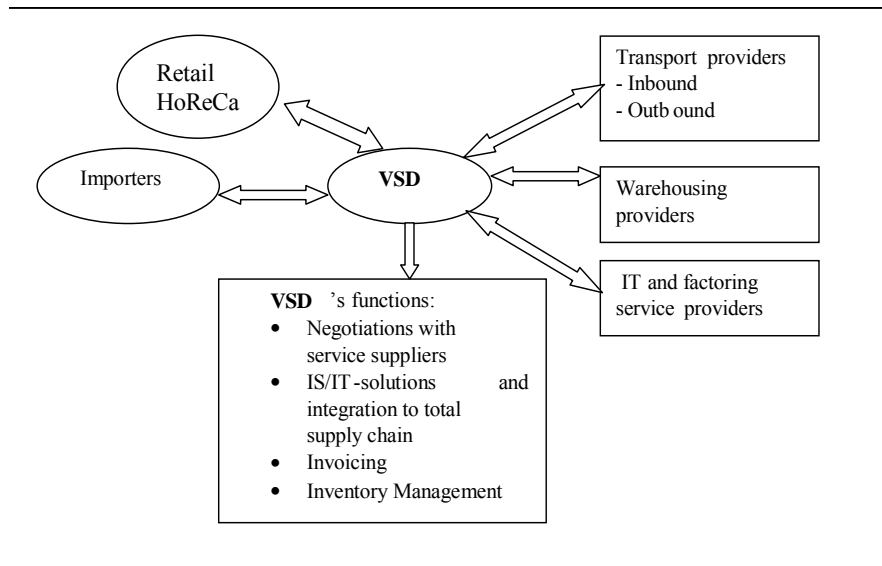 Retail
HoReCa
Importers
VSD
Transport providers
- Inbound
- Outb ound
Warehousing
providers
IT and factoring
service providers
VSD 's functions:
• Negotiations with
service suppliers
• IS/IT-solutions and
integration to total
supply chain
• Invoicing
• Inventory Management